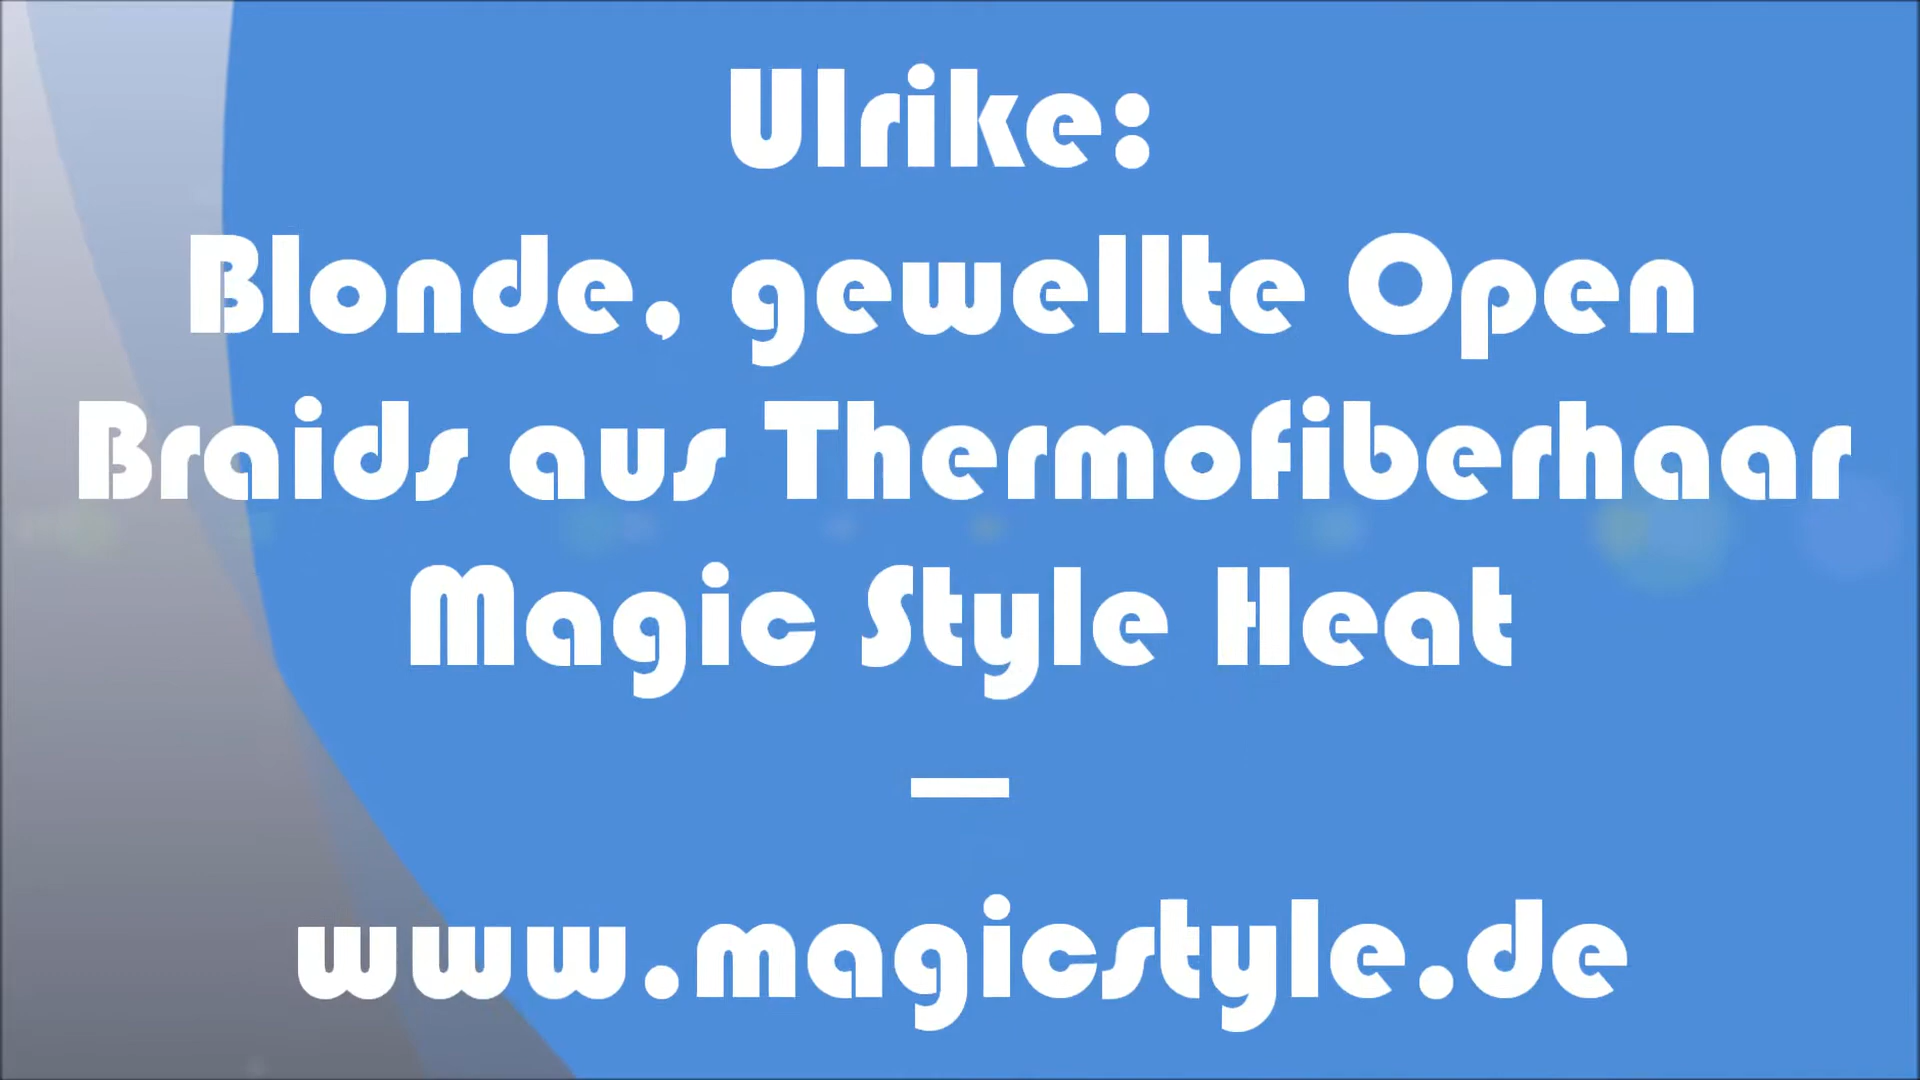 Ulrike:
Blonde, gewellte Open
Braids aus Thermofiberhaar
Magic Style Heat
—
www.magicstyle.de